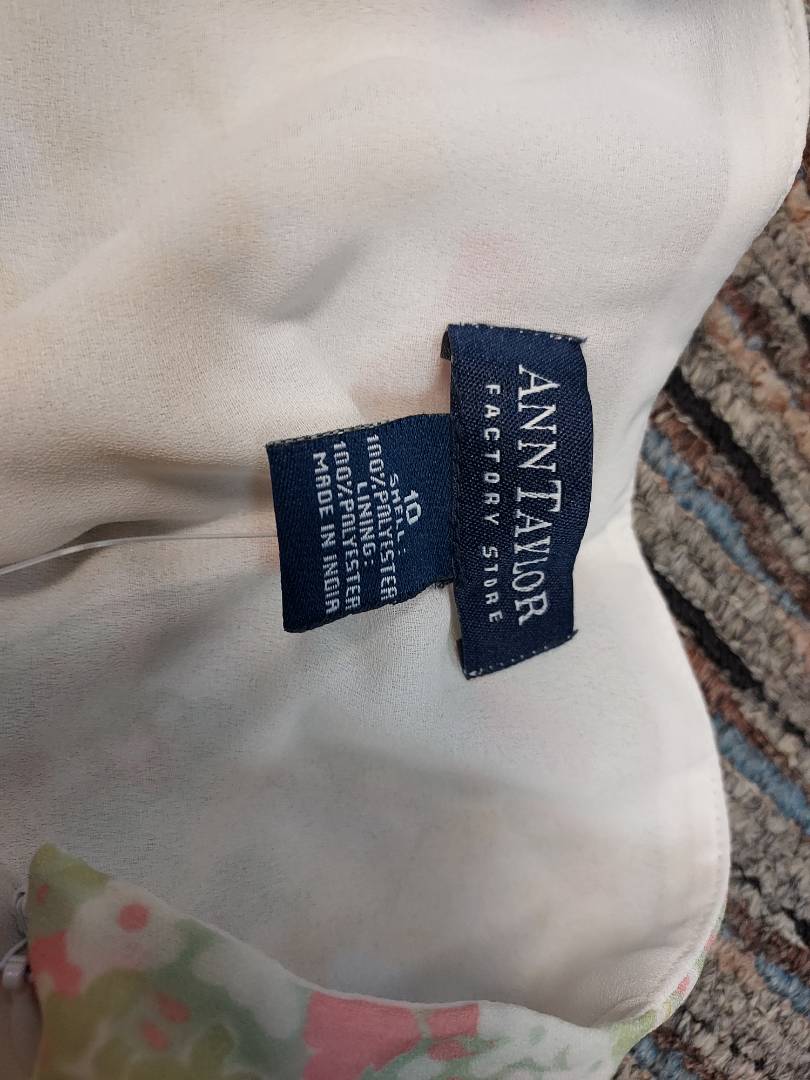 ANN TAYLOR
FACTORY STORE
10
SHELL:
100%POLYESTER
LINING:
100%POLYESTER
MADE IN INDIA